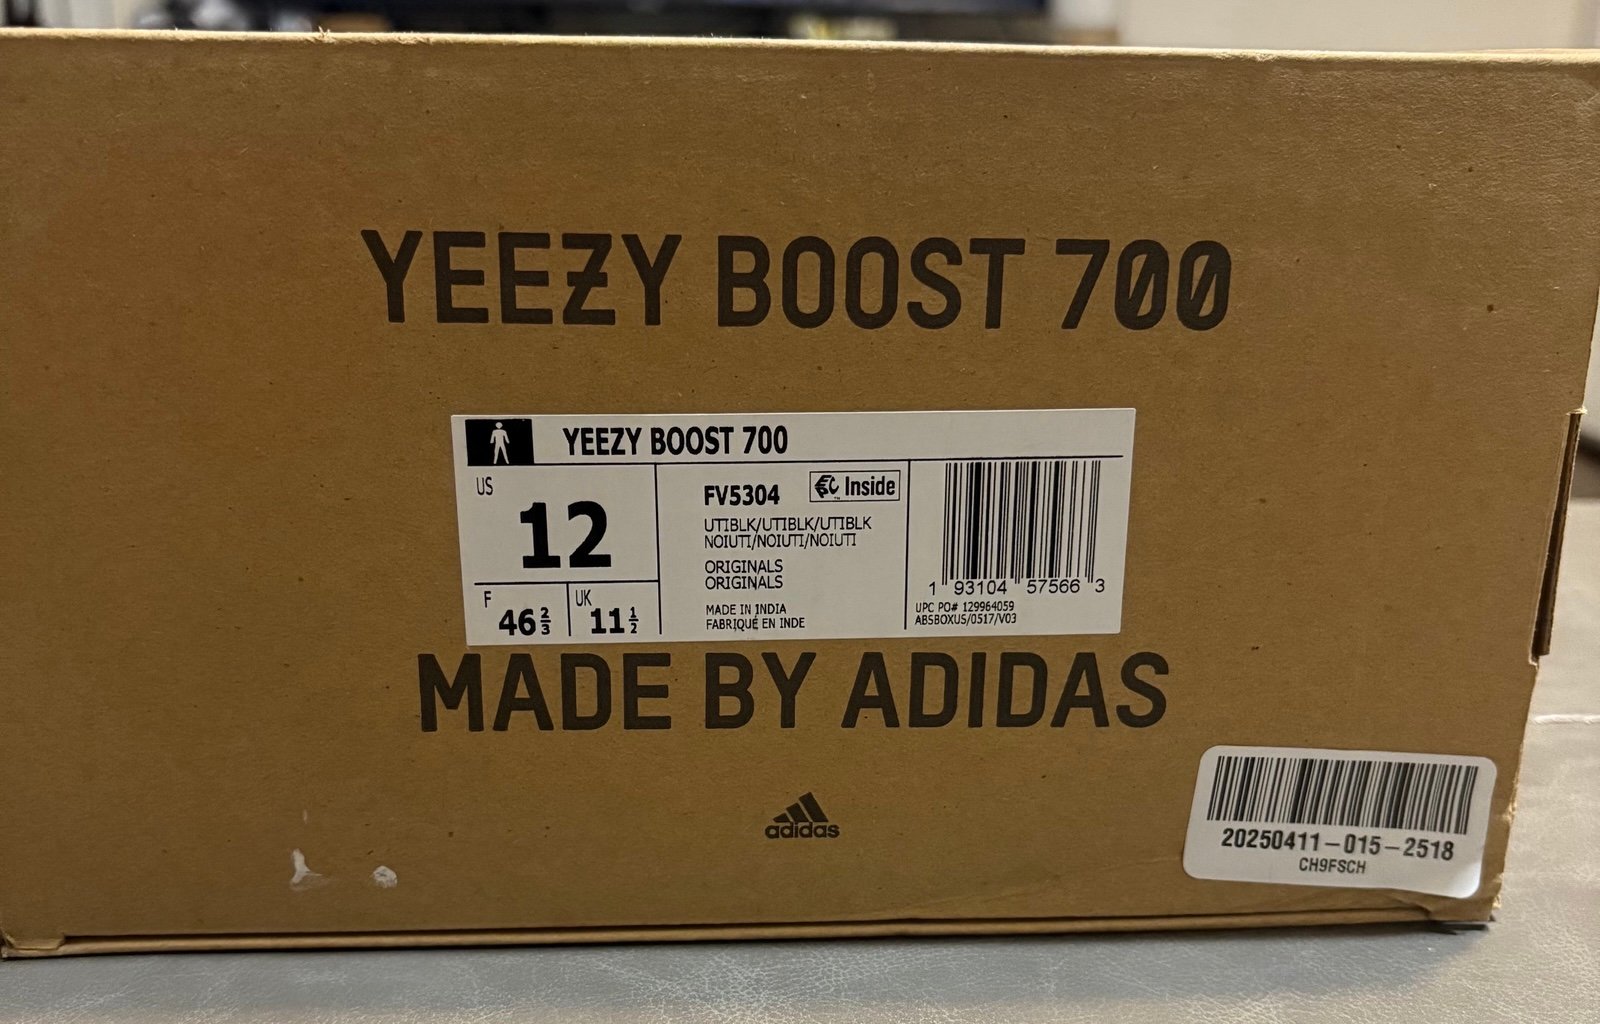 YEEZY BOOST 700
YEEZY BOOST 700
US
12
F
46 2/3
UK
11 1/2
FV5304
Inside
UTIBLK/UTIBLK/UTIBLK
NOIUTI/NOIUTI/NOIUTI
ORIGINALS
ORIGINALS
MADE IN INDIA
FABRIQUÉ EN INDE
1 93104 57566 3
UPC PO# 129964059
ABSBOXUS/0517/V03
MADE BY ADIDAS
adidas
20250411-015-2518
CH9FSCH